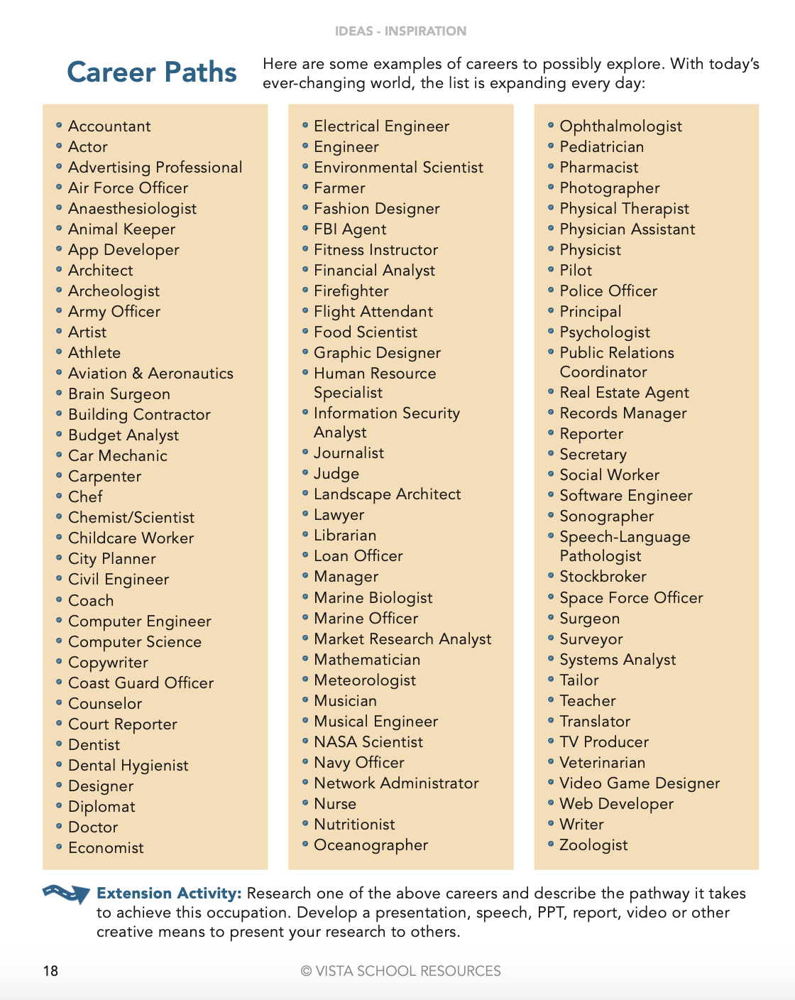 IDEAS - INSPIRATION
Career Paths
Here are some examples of careers to possibly explore. With today's
ever-changing world, the list is expanding every day:
Accountant
Actor
Advertising Professional
Air Force Officer
Anaesthesiologist
Animal Keeper
App Developer
Architect
Archeologist
Army Officer
Artist
Athlete
Aviation & Aeronautics
Brain Surgeon
Building Contractor
Budget Analyst
Car Mechanic
Carpenter
Chef
Chemist/Scientist
Childcare Worker
City Planner
Civil Engineer
Coach
Computer Engineer
Computer Science
Copywriter
Coast Guard Officer
Counselor
Court Reporter
Dentist
Dental Hygienist
Designer
Diplomat
Doctor
Economist
Electrical Engineer
Engineer
Environmental Scientist
Farmer
Fashion Designer
FBI Agent
Fitness Instructor
Financial Analyst
Firefighter
Flight Attendant
Food Scientist
Graphic Designer
Human Resource
Specialist
Information Security
Analyst
Journalist
Judge
Landscape Architect
Lawyer
Librarian
Loan Officer
Manager
Marine Biologist
Marine Officer
Market Research Analyst
Mathematician
Meteorologist
Musician
Musical Engineer
NASA Scientist
Navy Officer
Network Administrator
Nurse
Nutritionist
Oceanographer
Ophthalmologist
Pediatrician
Pharmacist
Photographer
Physical Therapist
Physician Assistant
Physicist
Pilot
Police Officer
Principal
Psychologist
Public Relations
Coordinator
Real Estate Agent
Records Manager
Reporter
Secretary
Social Worker
Software Engineer
Sonographer
Speech-Language
Pathologist
Stockbroker
Space Force Officer
Surgeon
Surveyor
Systems Analyst
Tailor
Teacher
Translator
TV Producer
Veterinarian
Video Game Designer
Web Developer
Writer
Zoologist
Extension Activity: Research one of the above careers and describe the pathway it takes
to achieve this occupation. Develop a presentation, speech, PPT, report, video or other
creative means to present your research to others.
18
© VISTA SCHOOL RESOURCES